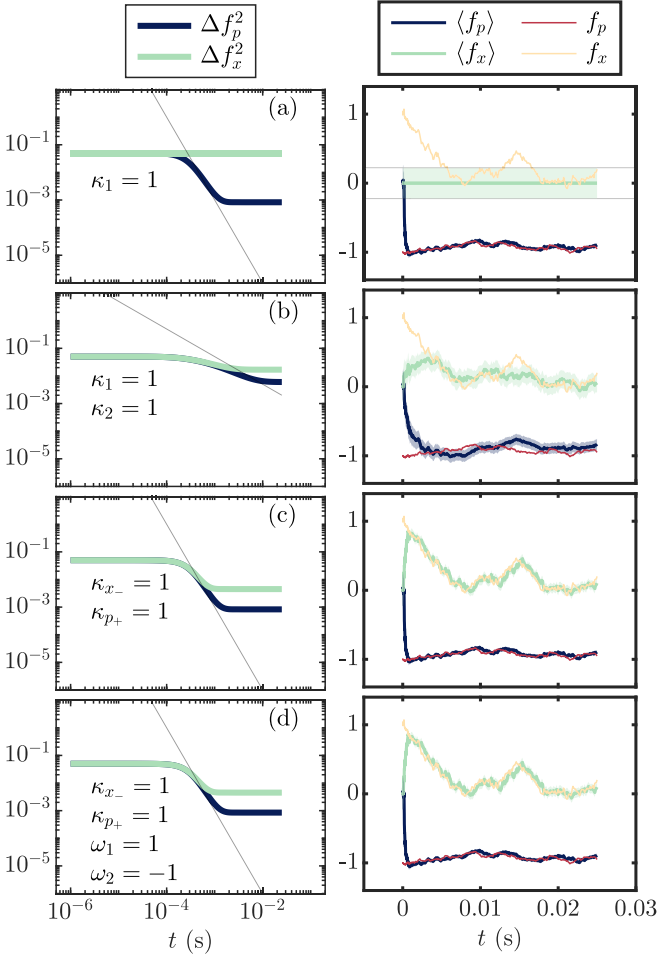 Δf_p^2
Δf_x^2
⟨f_p⟩ f_p
⟨f_x⟩ f_x
(a)
10^{-1}
10^{-3}
10^{-5}
κ_1 = 1
1
0
-1
(b)
10^{-1}
10^{-3}
10^{-5}
κ_1 = 1
κ_2 = 1
1
0
-1
(c)
10^{-1}
10^{-3}
10^{-5}
κ_{x_-} = 1
κ_{p_+} = 1
1
0
-1
(d)
10^{-1}
10^{-3}
10^{-5}
κ_{x_-} = 1
κ_{p_+} = 1
ω_1 = 1
ω_2 = −1
1
0
-1
10^{-6} 10^{-4} 10^{-2}
t (s)
0 0.01 0.02 0.03
t (s)